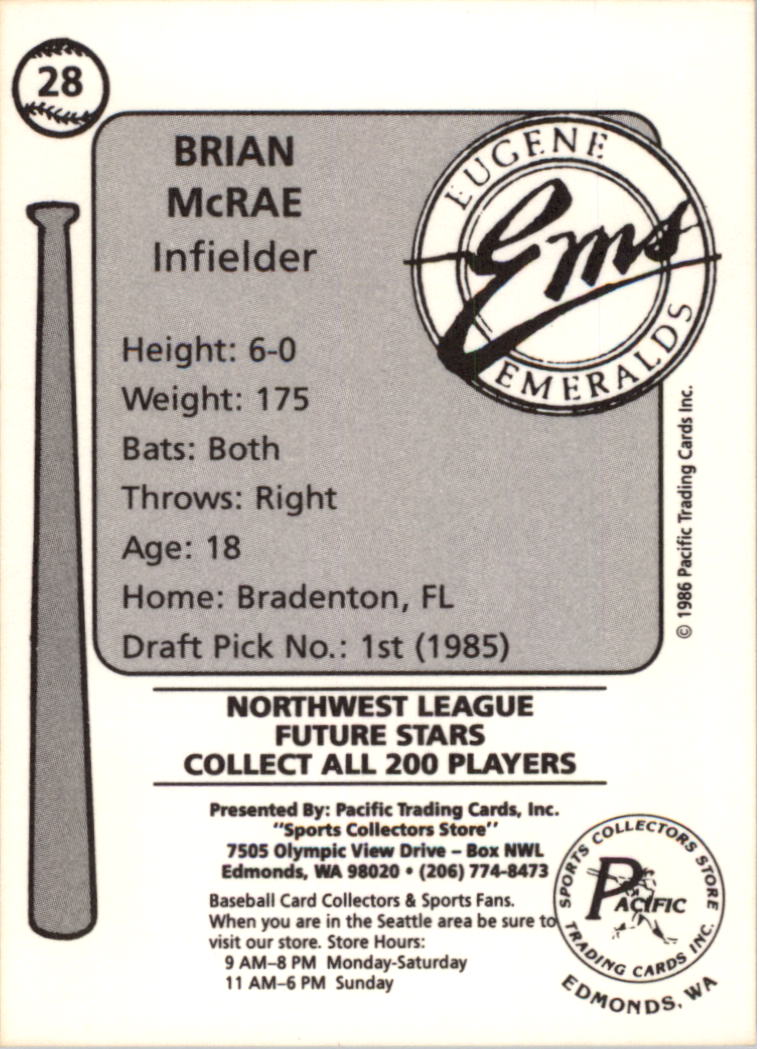 28
BRIAN
McRAE
Infielder
EUGENE
Ems
EMERALDS
Height: 6-0
Weight: 175
Bats: Both
Throws: Right
Age: 18
Home: Bradenton, FL
Draft Pick No.: 1st (1985)
© 1986 Pacific Trading Cards Inc.
NORTHWEST LEAGUE
FUTURE STARS
COLLECT ALL 200 PLAYERS
Presented By: Pacific Trading Cards, Inc.
"Sports Collectors Store"
7505 Olympic View Drive – Box NWL
Edmonds, WA 98020 • (206) 774-8473
Baseball Card Collectors & Sports Fans.
When you are in the Seattle area be sure to
visit our store. Store Hours:
9 AM–8 PM Monday-Saturday
11 AM–6 PM Sunday
SPORTS COLLECTORS STORE
PACIFIC
TRADING CARDS INC.
EDMONDS, WA